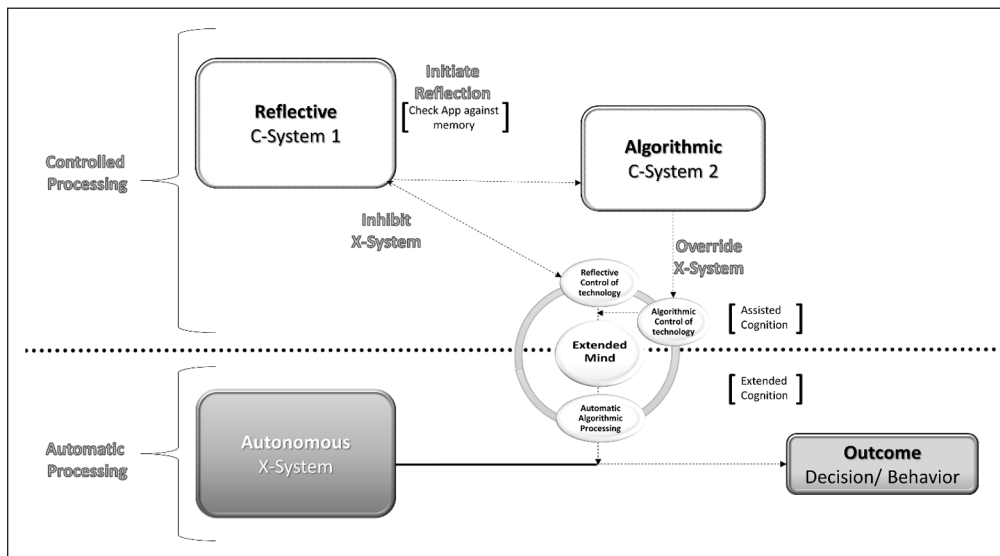 Controlled
Processing
Reflective
C-System 1
Initiate
Reflection
[ Check App against
memory ]
Algorithmic
C-System 2
Inhibit
X-System
Override
X-System
Reflective
Control of
technology
Algorithmic
Control of
technology
[ Assisted
Cognition ]
Extended
Mind
[ Extended
Cognition ]
Automatic
Algorithmic
Processing
Automatic
Processing
Autonomous
X-System
Outcome
Decision/ Behavior